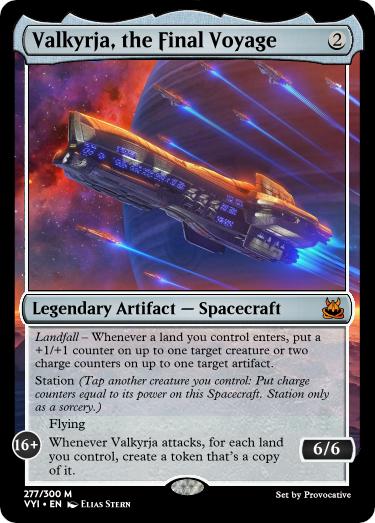 Valkyrja, the Final Voyage 2
Legendary Artifact — Spacecraft
Landfall – Whenever a land you control enters, put a
+1/+1 counter on up to one target creature or two
charge counters on up to one target artifact.
Station (Tap another creature you control: Put charge
counters equal to its power on this Spacecraft. Station only
as a sorcery.)
Flying
16+ Whenever Valkyrja attacks, for each land
you control, create a token that's a copy
of it.
6/6
277/300 M
VYI • EN Elias Stern
Set by Provocative